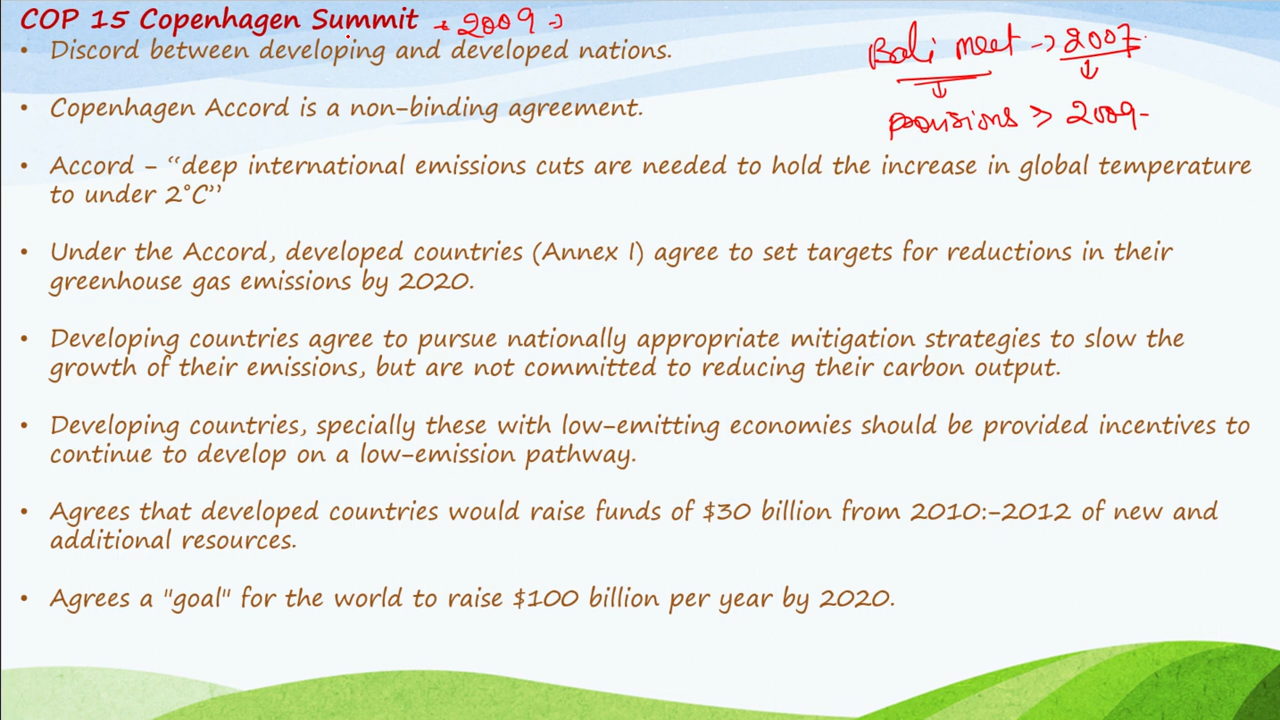 COP 15 Copenhagen Summit → 2009 →
• Discord between developing and developed nations.
Bali meet → 2007
↓ ↓
provisions > 2009-
• Copenhagen Accord is a non-binding agreement.
• Accord - “deep international emissions cuts are needed to hold the increase in global temperature
to under 2°C”
• Under the Accord, developed countries (Annex I) agree to set targets for reductions in their
greenhouse gas emissions by 2020.
• Developing countries agree to pursue nationally appropriate mitigation strategies to slow the
growth of their emissions, but are not committed to reducing their carbon output.
• Developing countries, specially these with low-emitting economies should be provided incentives to
continue to develop on a low-emission pathway.
• Agrees that developed countries would raise funds of $30 billion from 2010:-2012 of new and
additional resources.
• Agrees a "goal" for the world to raise $100 billion per year by 2020.